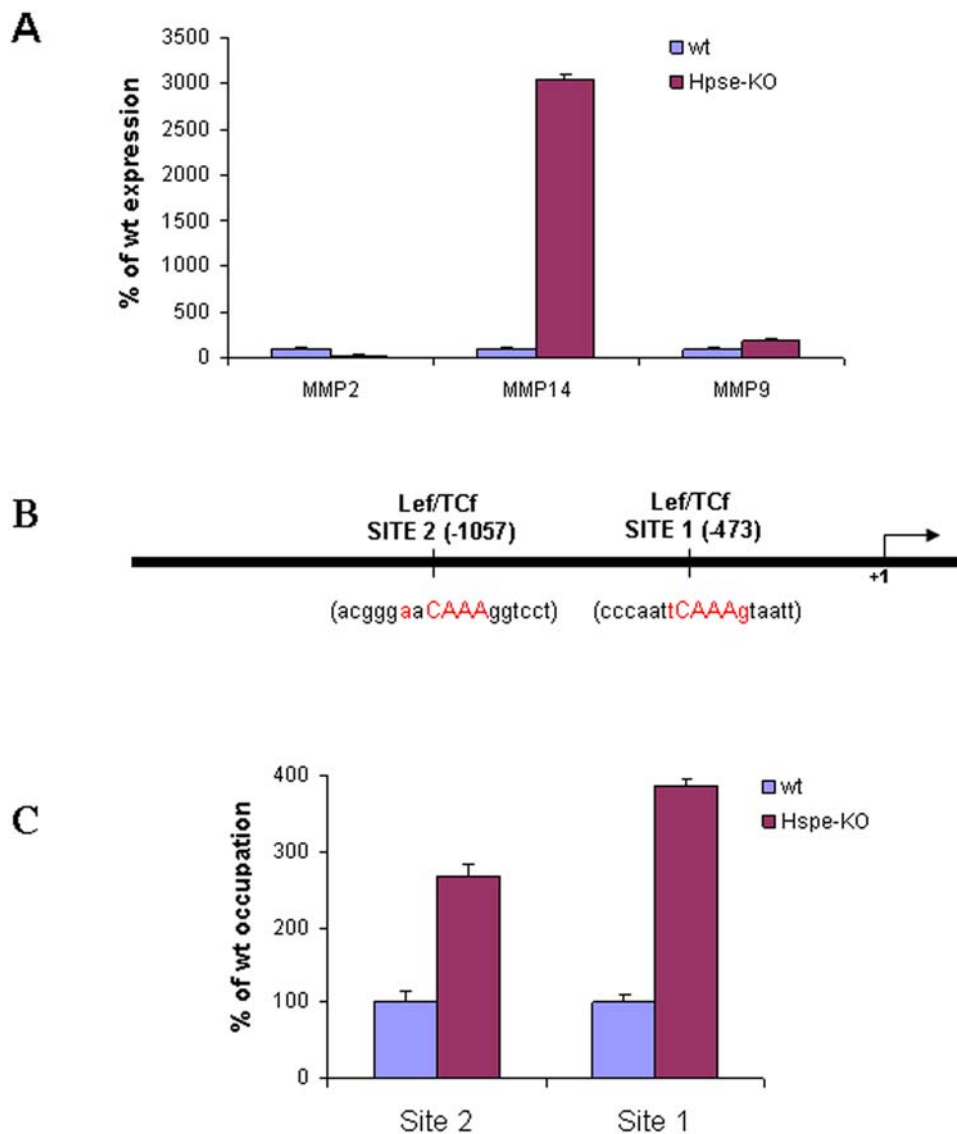 A
3500
3000
2500
2000
1500
1000
500
0
% of wt expression
wt
Hpse-KO
MMP2
MMP14
MMP9
B
Lef/TCf
SITE 2 (-1057)
Lef/TCf
SITE 1 (-473)
+1
(acgggaaCAAAggtcct)
(cccaattCAAAgtaatt)
C
400
300
200
100
0
% of wt occupation
wt
Hspe-KO
Site 2
Site 1